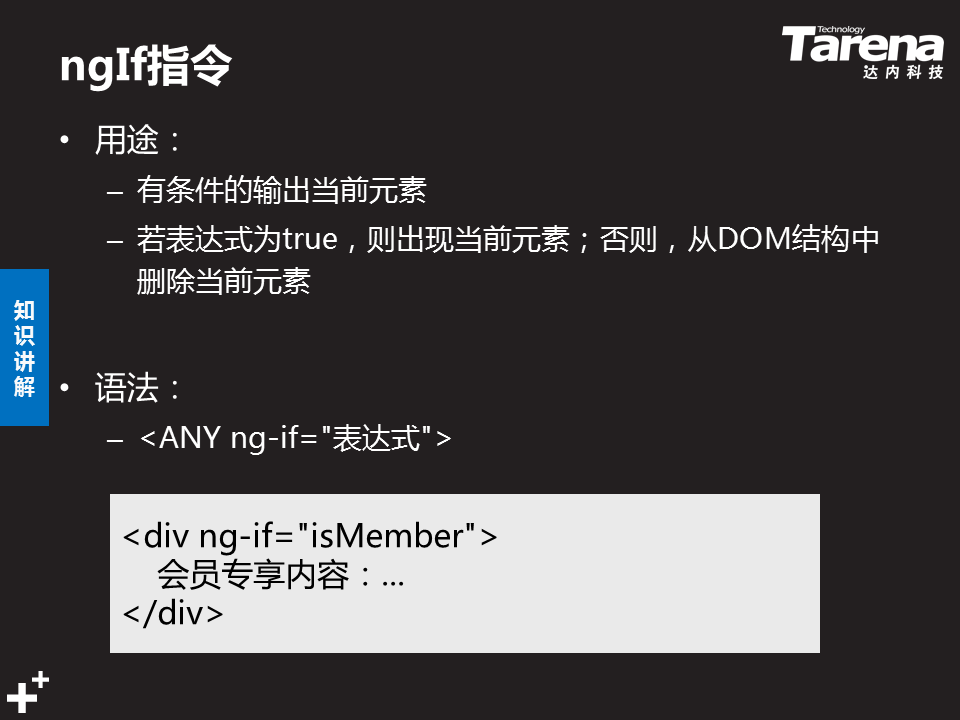 ngIf指令
Technology
Tarena
达内科技
• 用途：
– 有条件的输出当前元素
– 若表达式为true，则出现当前元素；否则，从DOM结构中
删除当前元素
知识讲解
• 语法：
– <ANY ng-if="表达式">
<div ng-if="isMember">
会员专享内容：...
</div>